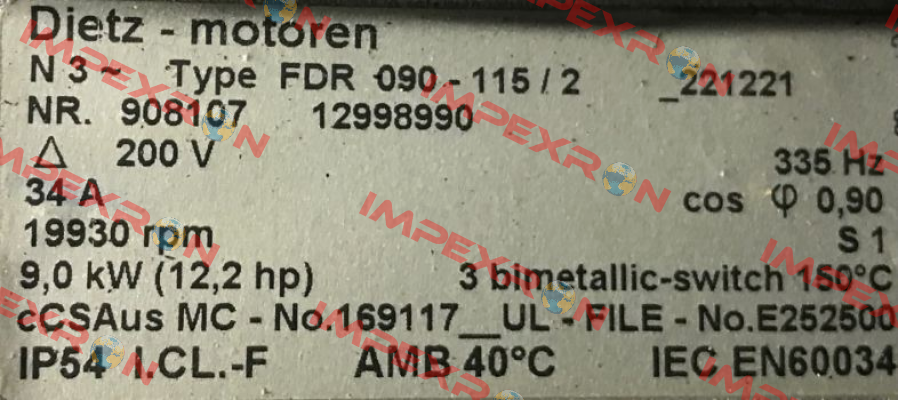 Dietz - motoren
N 3 ~ Type FDR 090 - 115 / 2 _221221
NR. 908107 12998990
Δ 200 V 335 Hz
34 A cos φ 0,90
19930 rpm S 1
9,0 kW (12,2 hp) 3 bimetallic-switch 150°C
cCSAus MC - No.169117__UL - FILE - No.E252500
IP54 I.CL.-F AMB 40°C IEC EN60034
IMPEXRON